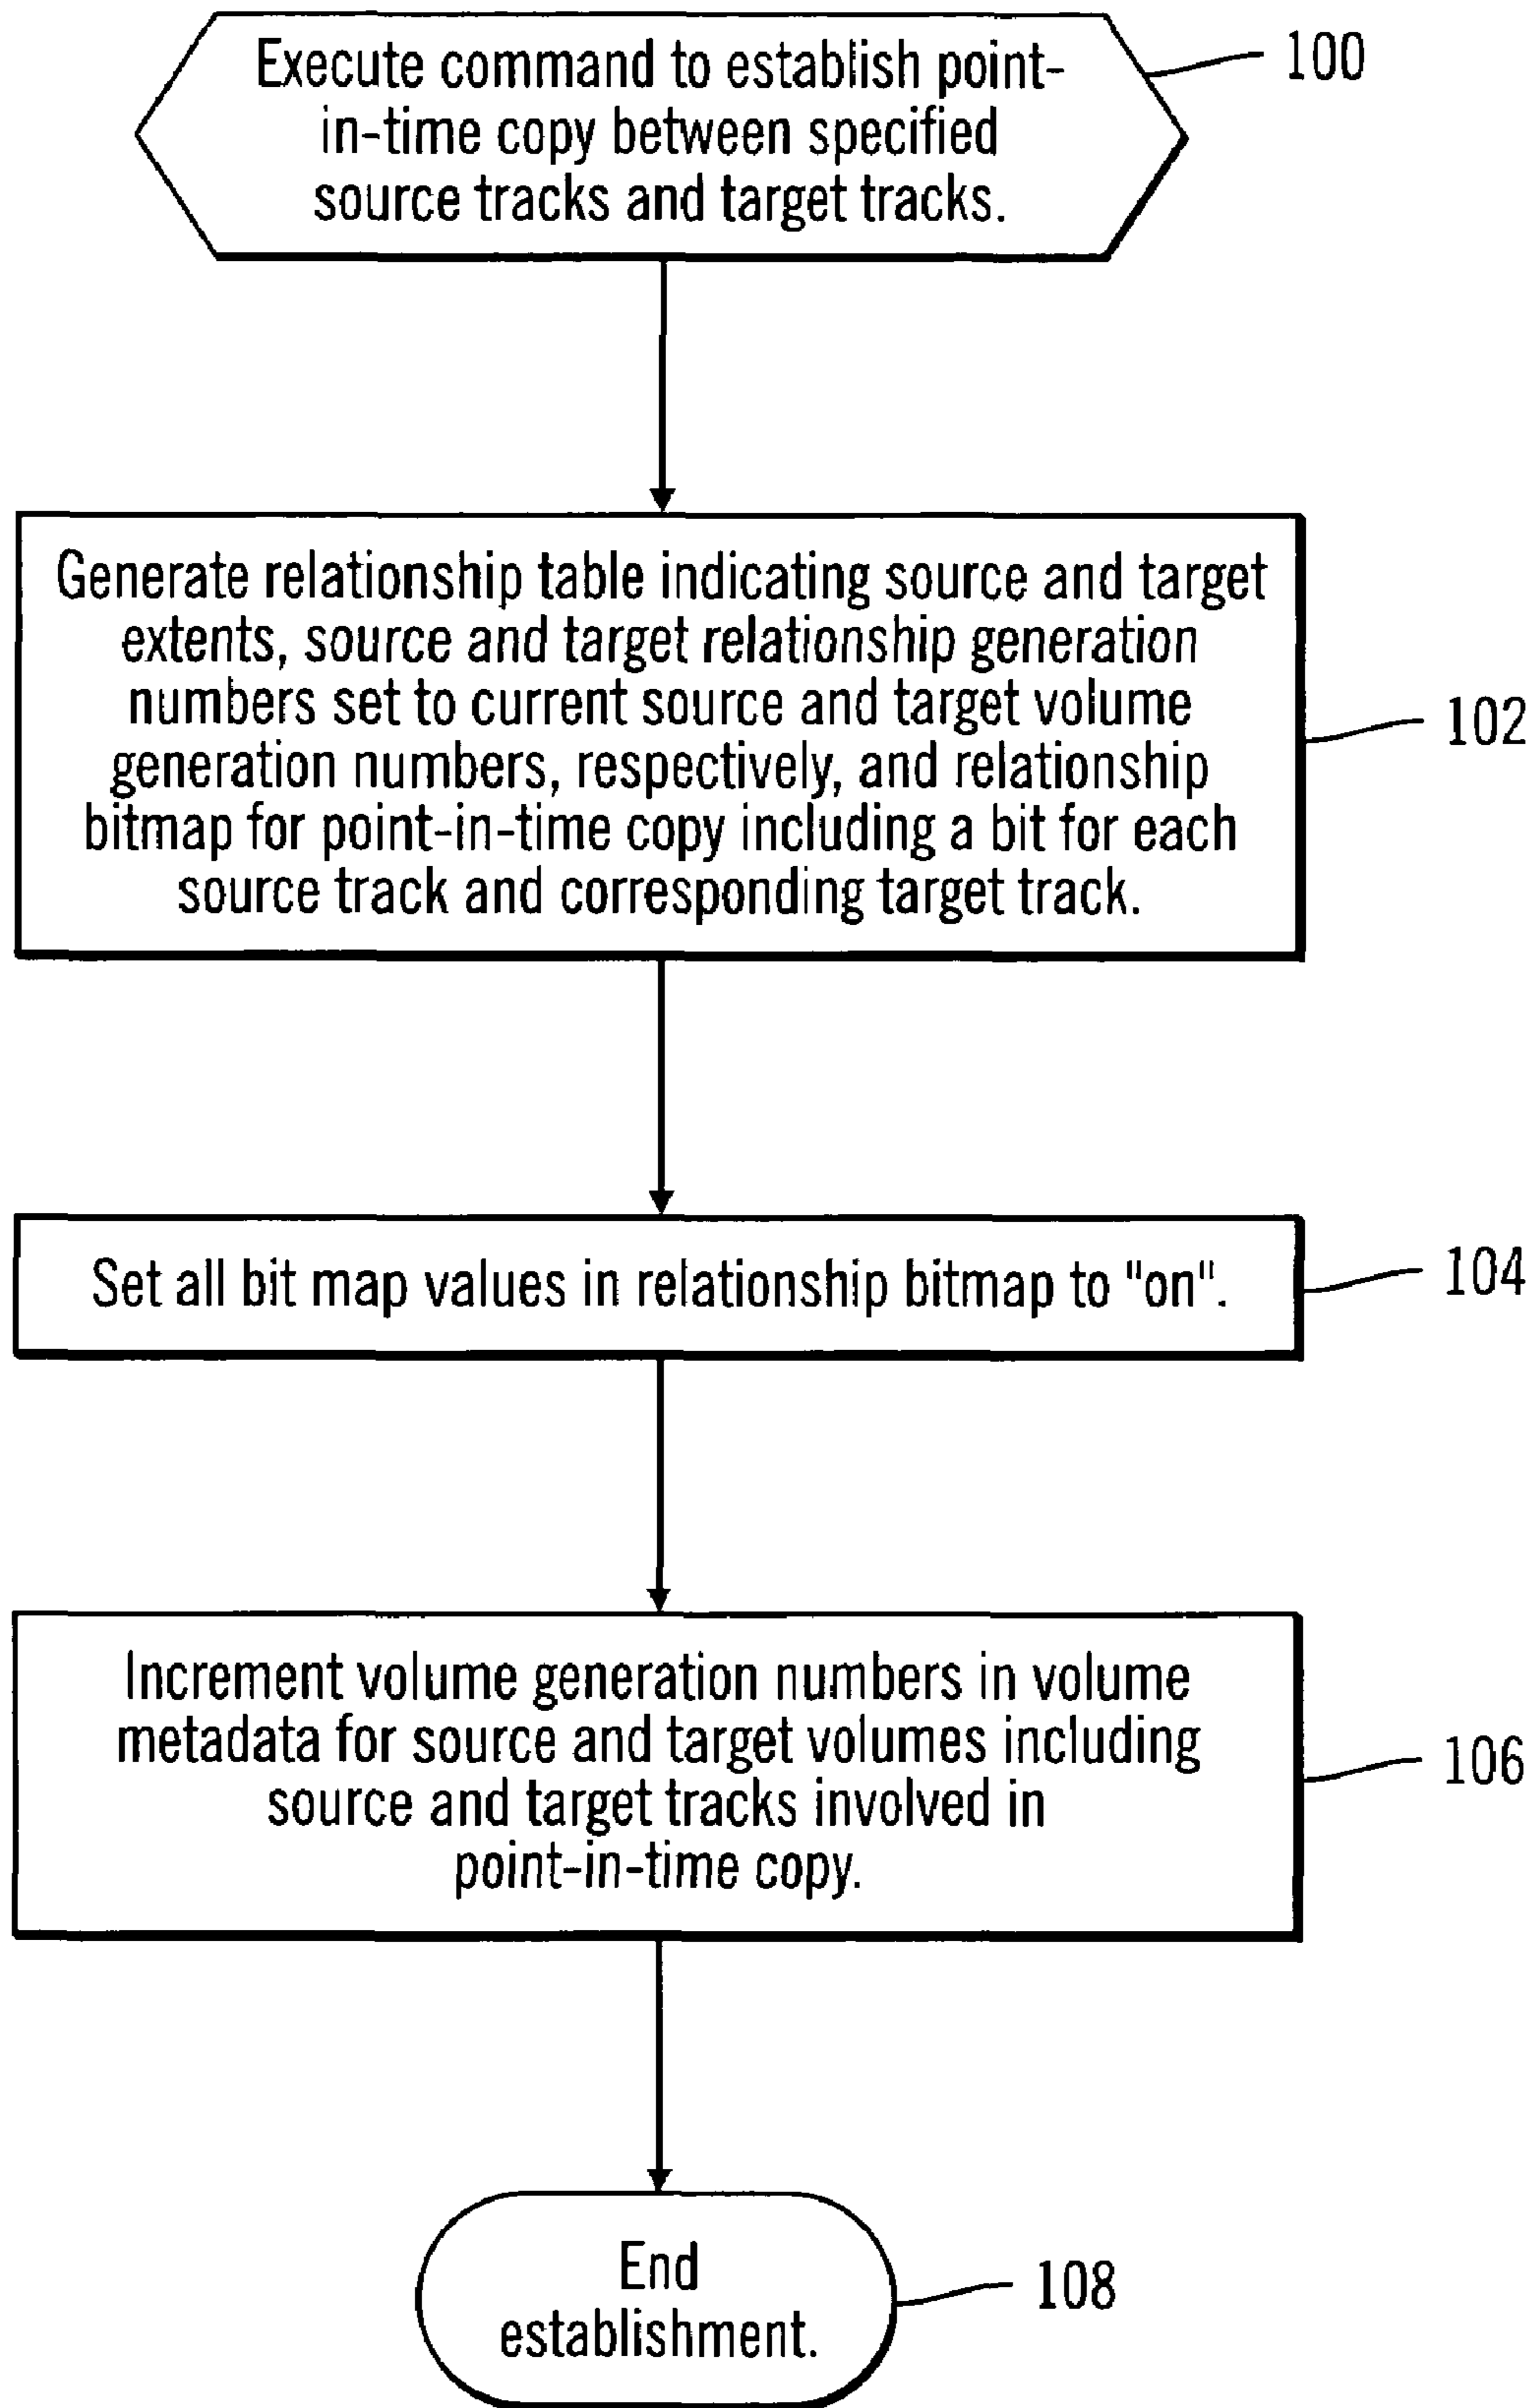 Execute command to establish point-
in-time copy between specified
source tracks and target tracks.
100
Generate relationship table indicating source and target
extents, source and target relationship generation
numbers set to current source and target volume
generation numbers, respectively, and relationship
bitmap for point-in-time copy including a bit for each
source track and corresponding target track.
102
Set all bit map values in relationship bitmap to "on".
104
Increment volume generation numbers in volume
metadata for source and target volumes including
source and target tracks involved in
point-in-time copy.
106
End
establishment.
108